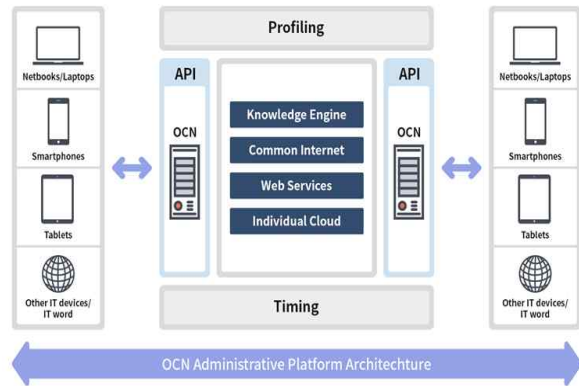 Netbooks/Laptops
Smartphones
Tablets
Other IT devices/
IT word
Profiling
API
OCN
Knowledge Engine
Common Internet
Web Services
Individual Cloud
API
OCN
Timing
Netbooks/Laptops
Smartphones
Tablets
Other IT devices/
IT word
OCN Administrative Platform Architechture